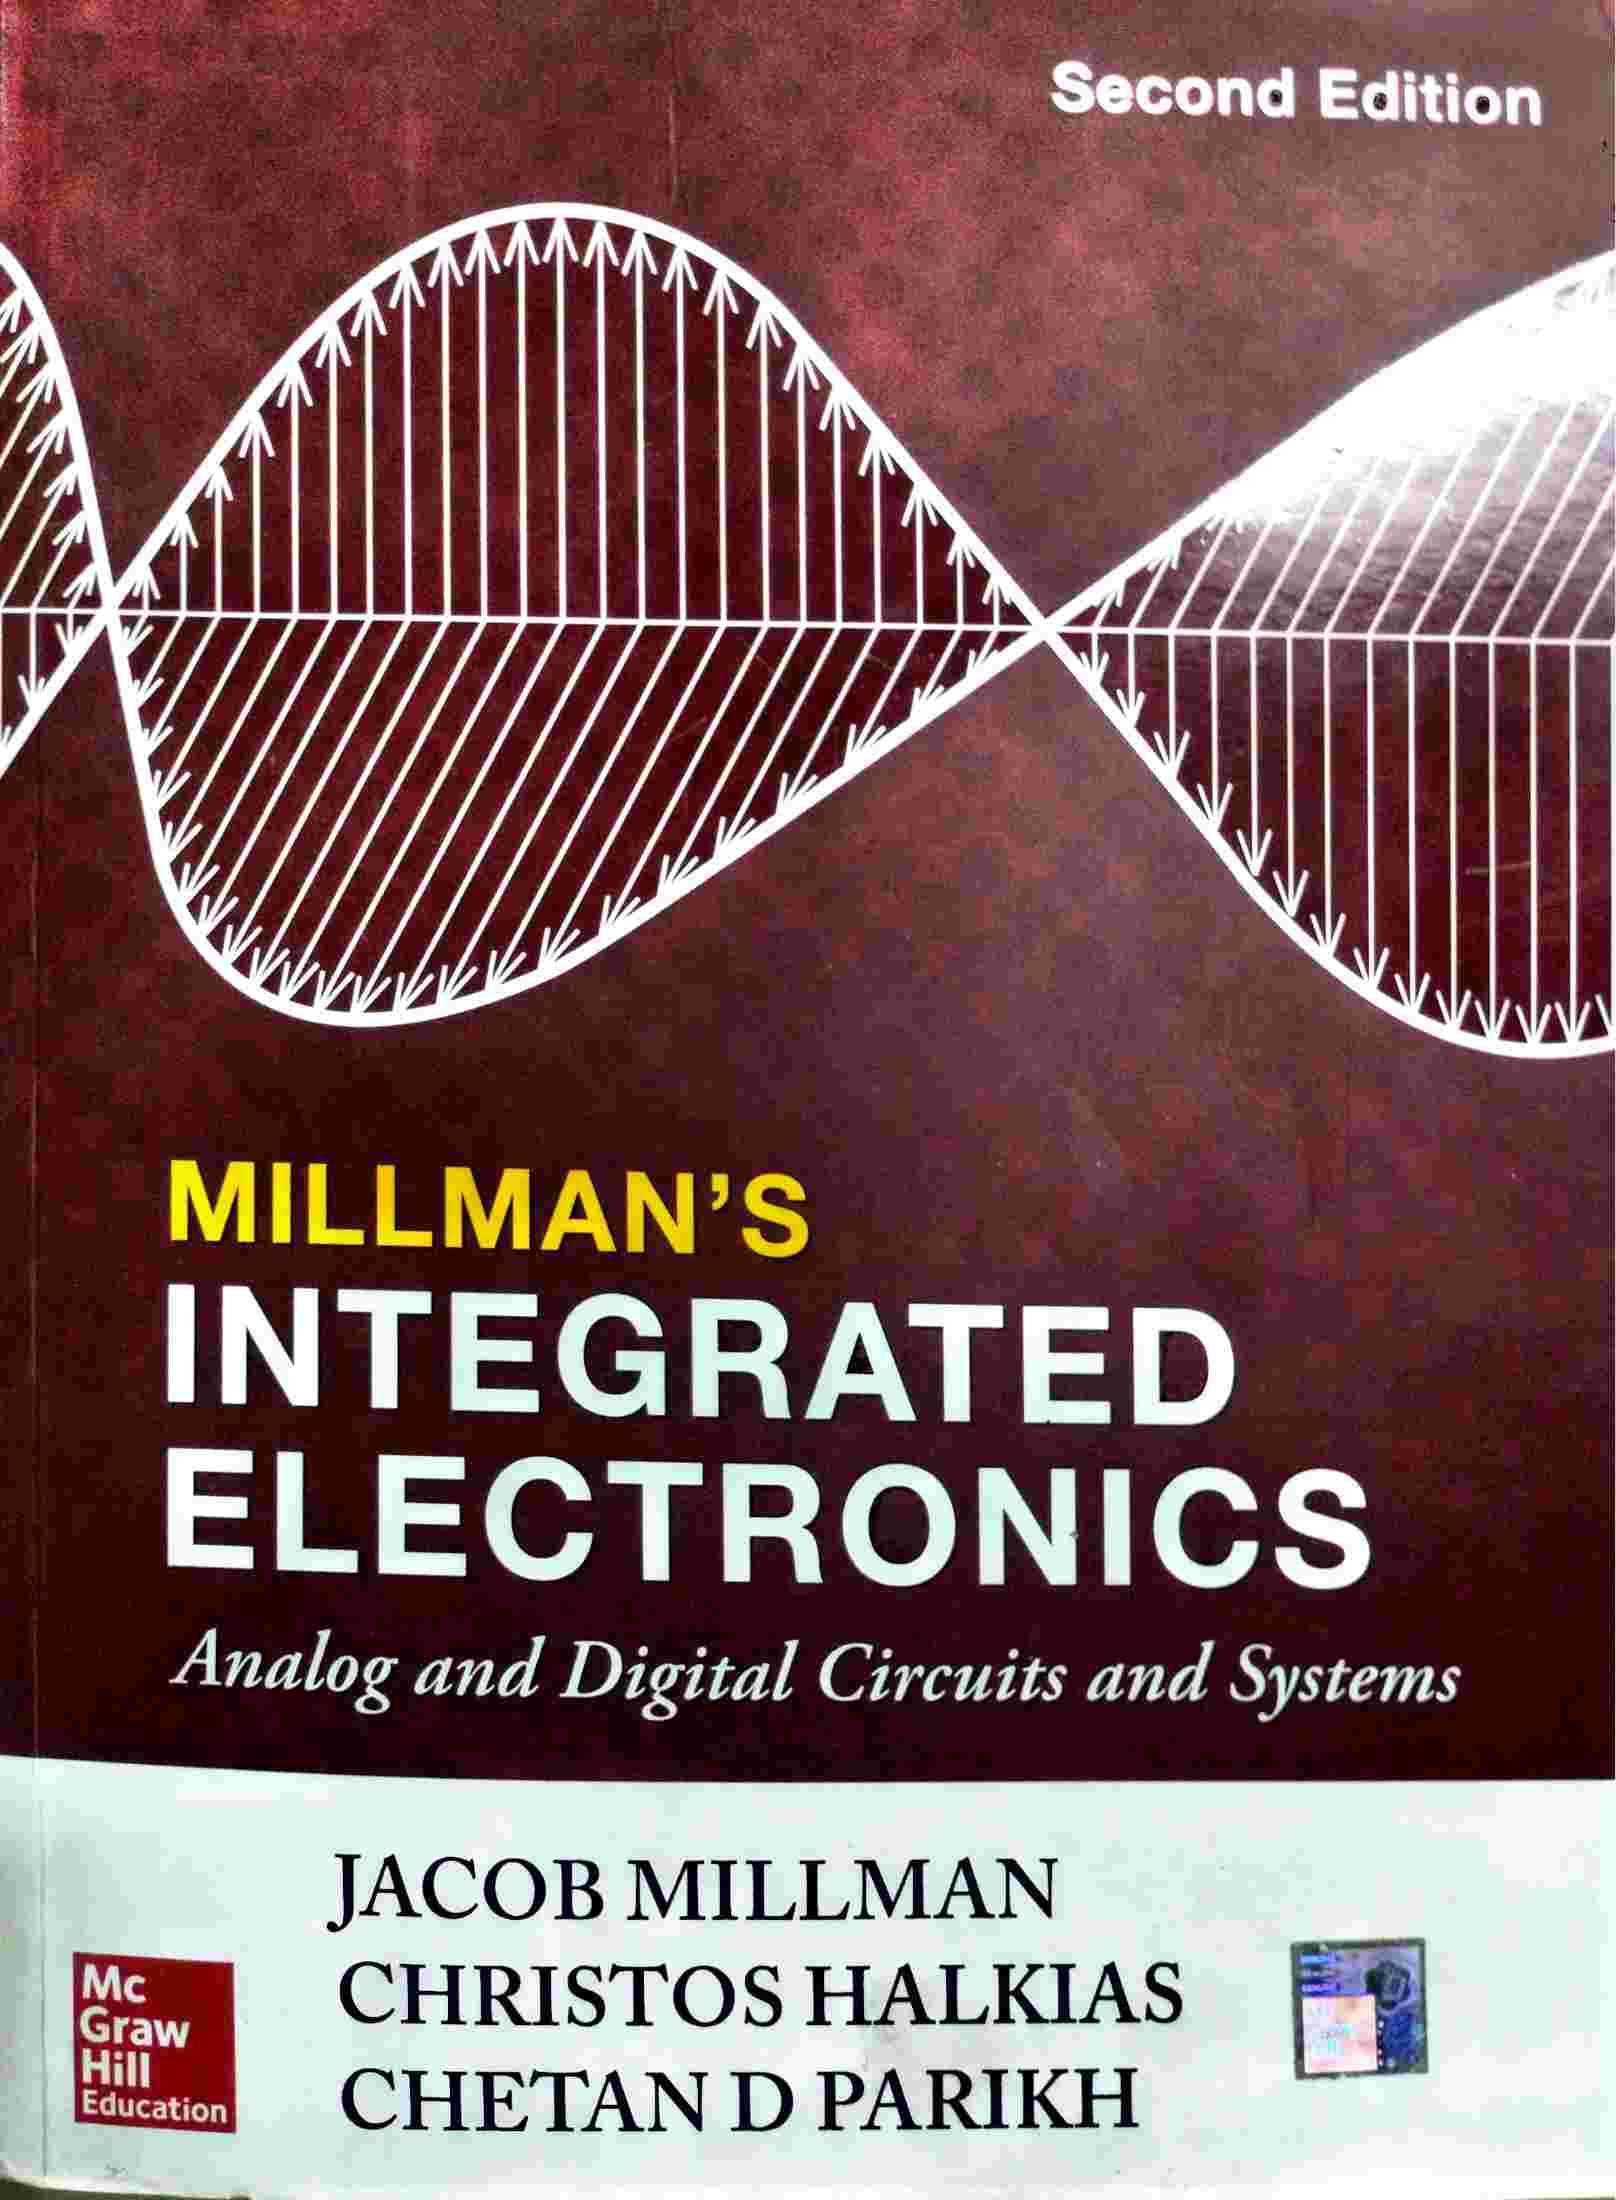 Second Edition
MILLMAN'S
INTEGRATED
ELECTRONICS
Analog and Digital Circuits and Systems
JACOB MILLMAN
CHRISTOS HALKIAS
CHETAN D PARIKH
Mc
Graw
Hill
Education